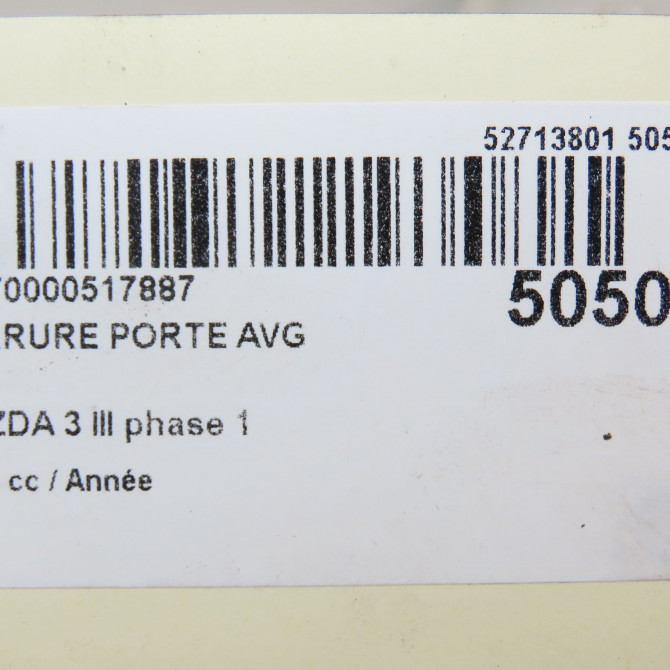 52713801 505
70000517887
5050
RURE PORTE AVG
ZDA 3 III phase 1
cc / Année